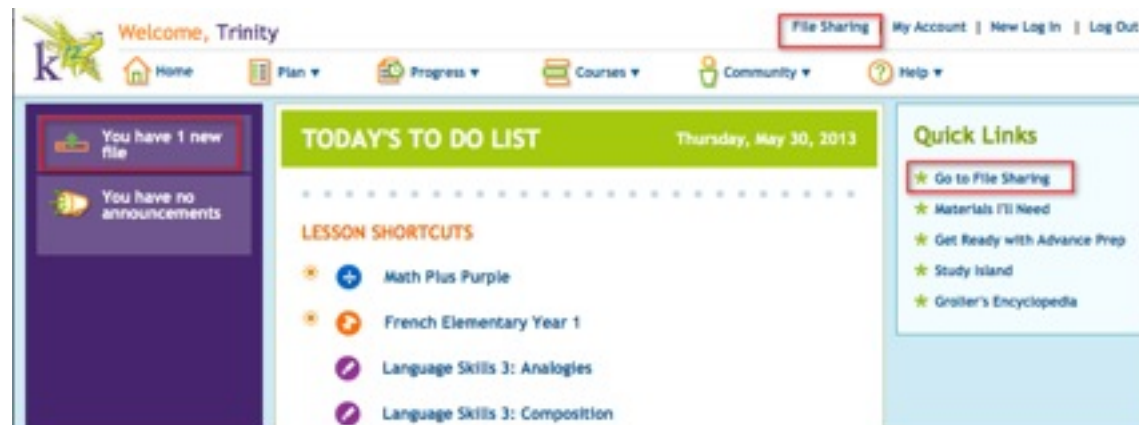 k12
Welcome, Trinity
File Sharing
My Account | New Log In | Log Out
Home
Plan ▾
Progress ▾
Courses ▾
Community ▾
Help ▾
You have 1 new
file
You have no
announcements
TODAY'S TO DO LIST
Thursday, May 30, 2013
LESSON SHORTCUTS
Math Plus Purple
French Elementary Year 1
Language Skills 3: Analogies
Language Skills 3: Composition
Quick Links
Go to File Sharing
Materials I'll Need
Get Ready with Advance Prep
Study Island
Grolier's Encyclopedia